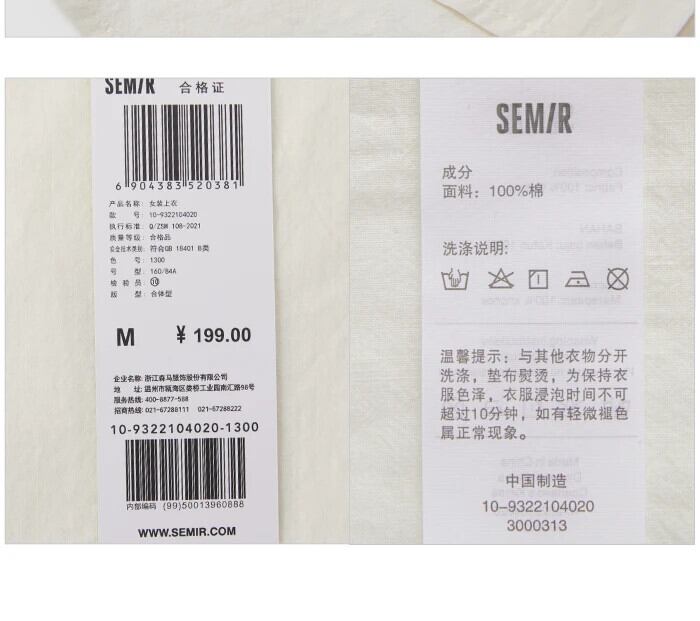 SEMIR 合格证
6 904383 520381
产品名称: 女装上衣
款 号: 10-9322104020
执行标准: Q/ZSM 108-2021
质量等级: 合格品
安全技术类别: 符合GB 18401 B类
色 号: 1300
号 型: 160/84A
检 验 员: ⑩
版 型: 合体型
M ¥ 199.00
企业名称: 浙江森马服饰股份有限公司
地 址: 温州市瓯海区娄桥工业园南汇路98号
服务热线: 400-8877-588
招商热线: 021-67288111 021-67288222
10-9322104020-1300
内部编码 (99)50013960888
WWW.SEMIR.COM
SEMIR
成分
面料: 100%棉
洗涤说明:
温馨提示: 与其他衣物分开
洗涤, 垫布熨烫, 为保持衣
服色泽, 衣服浸泡时间不可
超过10分钟, 如有轻微褪色
属正常现象。
中国制造
10-9322104020
3000313